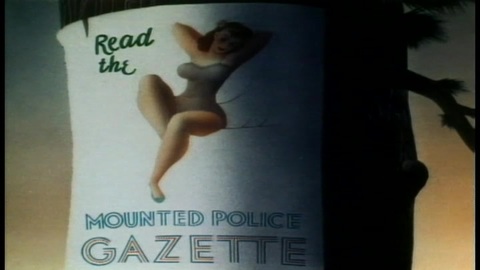 Read
the
MOUNTED POLICE
GAZETTE